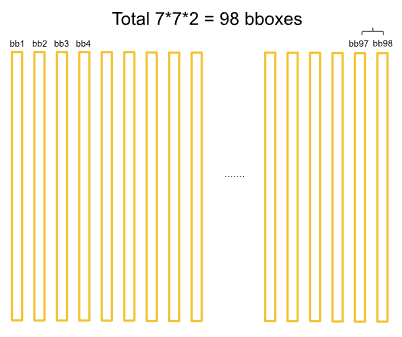 Total 7*7*2 = 98 bboxes
bb1 bb2 bb3 bb4 bb97 bb98
.......